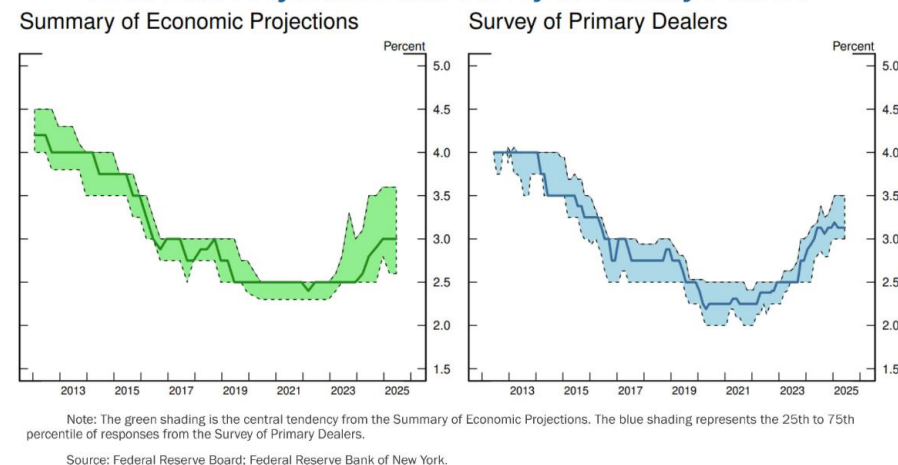 Summary of Economic Projections
Percent
5.0
4.5
4.0
3.5
3.0
2.5
2.0
1.5
2013 2015 2017 2019 2021 2023 2025
Survey of Primary Dealers
Percent
5.0
4.5
4.0
3.5
3.0
2.5
2.0
1.5
2013 2015 2017 2019 2021 2023 2025
Note: The green shading is the central tendency from the Summary of Economic Projections. The blue shading represents the 25th to 75th
percentile of responses from the Survey of Primary Dealers.
Source: Federal Reserve Board; Federal Reserve Bank of New York.